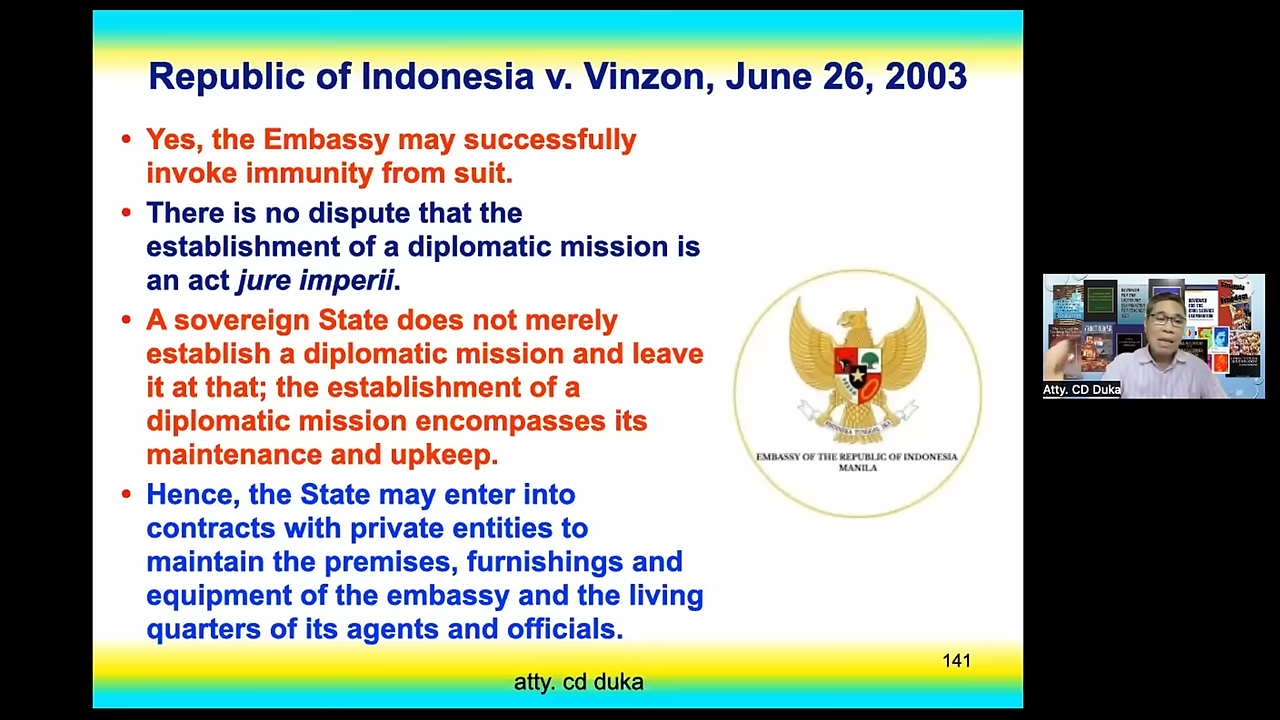 Republic of Indonesia v. Vinzon, June 26, 2003
• Yes, the Embassy may successfully
invoke immunity from suit.
• There is no dispute that the
establishment of a diplomatic mission is
an act jure imperii.
• A sovereign State does not merely
establish a diplomatic mission and leave
it at that; the establishment of a
diplomatic mission encompasses its
maintenance and upkeep.
• Hence, the State may enter into
contracts with private entities to
maintain the premises, furnishings and
equipment of the embassy and the living
quarters of its agents and officials.
EMBASSY OF THE REPUBLIC OF INDONESIA
MANILA
141
atty. cd duka
Atty. CD Duka